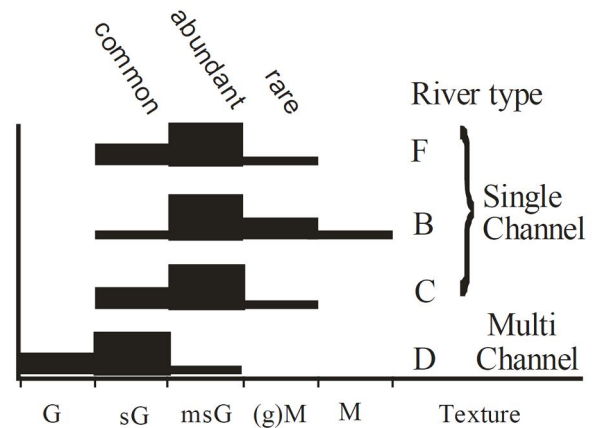 common
abundant
rare
River type
F
B
C
D
Single
Channel
Multi
Channel
G sG msG (g)M M Texture